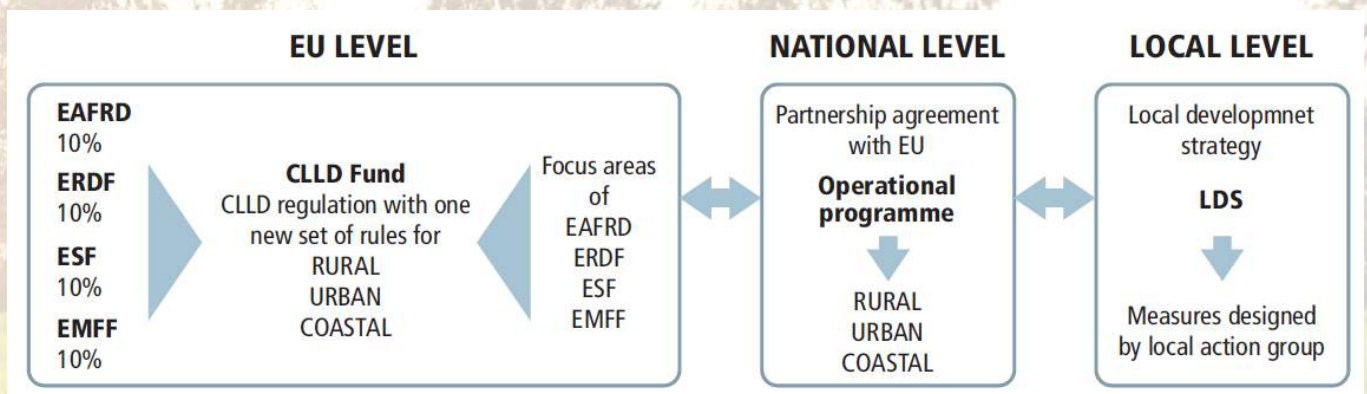 EU LEVEL
EAFRD
10%
ERDF
10%
ESF
10%
EMFF
10%
CLLD Fund
CLLD regulation with one
new set of rules for
RURAL
URBAN
COASTAL
Focus areas
of
EAFRD
ERDF
ESF
EMFF
NATIONAL LEVEL
Partnership agreement
with EU
Operational
programme
RURAL
URBAN
COASTAL
LOCAL LEVEL
Local developmnet
strategy
LDS
Measures designed
by local action group